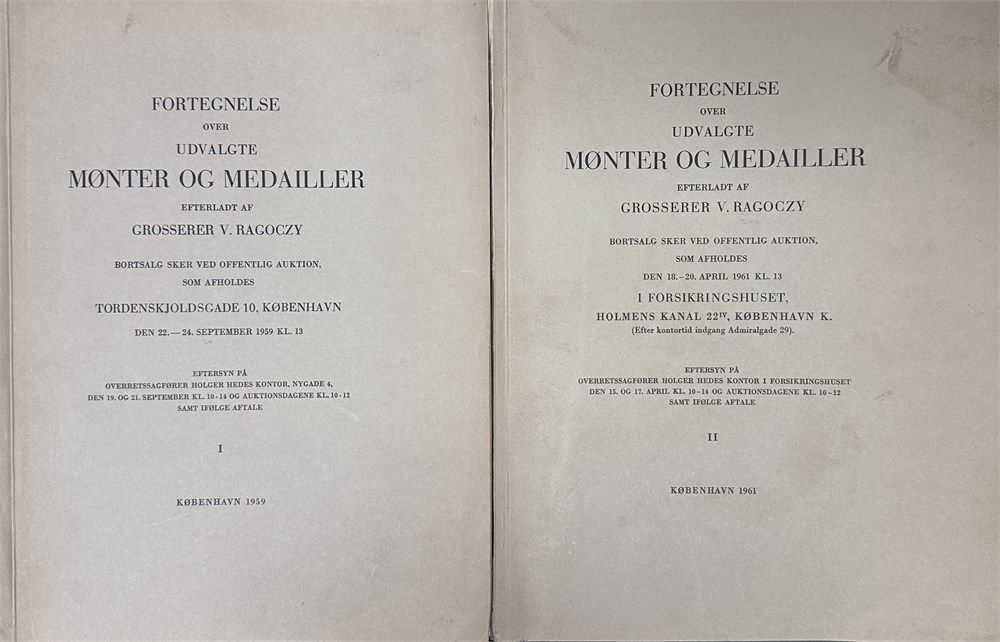 FORTEGNELSE
OVER
UDVALGTE
MØNTER OG MEDAILLER
EFTERLADT AF
GROSSERER V. RAGOCZY
BORTSALG SKER VED OFFENTLIG AUKTION,
SOM AFHOLDES
TORDENSKJOLDSGADE 10, KØBENHAVN
DEN 22.—24. SEPTEMBER 1959 KL. 13
EFTERSYN PÅ
OVERRETSSAGFØRER HOLGER HEDES KONTOR, NYGADE 4,
DEN 19. OG 21. SEPTEMBER KL. 10-14 OG AUKTIONSDAGENE KL. 10-12
SAMT IFØLGE AFTALE
I
KØBENHAVN 1959
FORTEGNELSE
OVER
UDVALGTE
MØNTER OG MEDAILLER
EFTERLADT AF
GROSSERER V. RAGOCZY
BORTSALG SKER VED OFFENTLIG AUKTION,
SOM AFHOLDES
DEN 18.–20. APRIL 1961 KL. 13
I FORSIKRINGSHUSET,
HOLMENS KANAL 22IV, KØBENHAVN K.
(Efter kontortid indgang Admiralgade 29).
EFTERSYN PÅ
OVERRETSSAGFØRER HOLGER HEDES KONTOR I FORSIKRINGSHUSET
DEN 15. OG 17. APRIL KL. 10–14 OG AUKTIONSDAGENE KL. 10–12
SAMT IFØLGE AFTALE
II
KØBENHAVN 1961